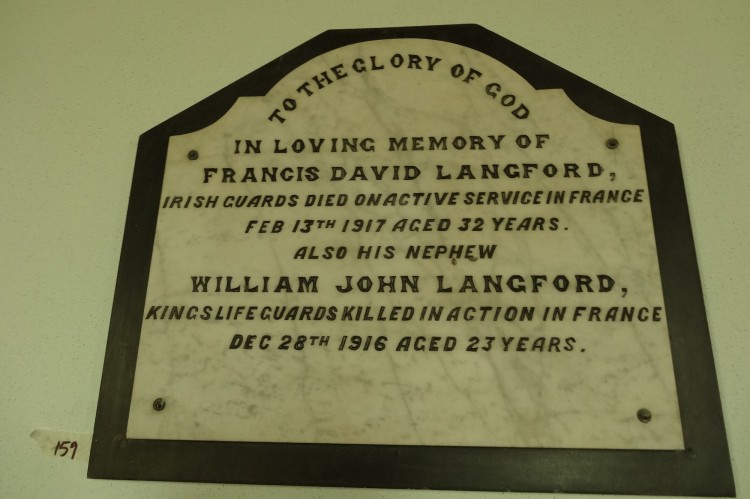 TO THE GLORY OF GOD
IN LOVING MEMORY OF
FRANCIS DAVID LANGFORD,
IRISH GUARDS DIED ON ACTIVE SERVICE IN FRANCE
FEB 13TH 1917 AGED 32 YEARS.
ALSO HIS NEPHEW
WILLIAM JOHN LANGFORD,
KINGS LIFE GUARDS KILLED IN ACTION IN FRANCE
DEC 28TH 1916 AGED 23 YEARS.
159